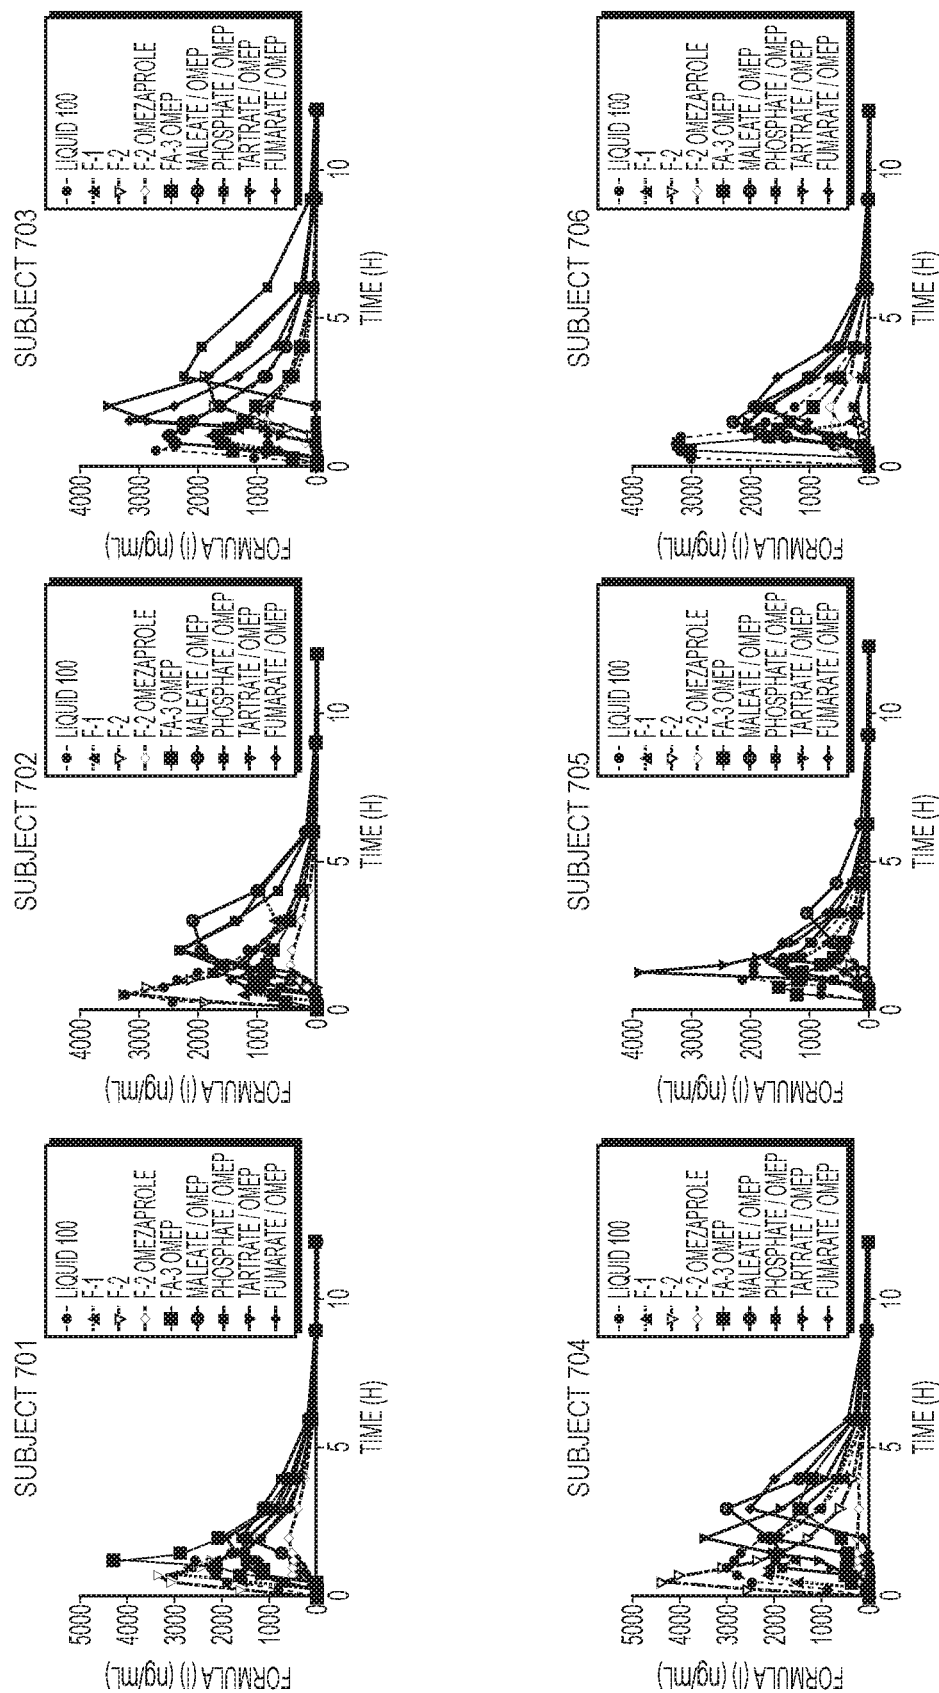 SUBJECT 701
FORMULA (I) (ng/mL)
5000
4000
3000
2000
1000
0
0
5
10
TIME (H)
LIQUID 100
F-1
F-2
F-2 OMEZAPROLE
FA-3 OMEP
MALEATE / OMEP
PHOSPHATE / OMEP
TARTRATE / OMEP
FUMARATE / OMEP
SUBJECT 702
FORMULA (I) (ng/mL)
4000
3000
2000
1000
0
0
5
10
TIME (H)
LIQUID 100
F-1
F-2
F-2 OMEZAPROLE
FA-3 OMEP
MALEATE / OMEP
PHOSPHATE / OMEP
TARTRATE / OMEP
FUMARATE / OMEP
SUBJECT 703
FORMULA (I) (ng/mL)
4000
3000
2000
1000
0
0
5
10
TIME (H)
LIQUID 100
F-1
F-2
F-2 OMEZAPROLE
FA-3 OMEP
MALEATE / OMEP
PHOSPHATE / OMEP
TARTRATE / OMEP
FUMARATE / OMEP
SUBJECT 704
FORMULA (I) (ng/mL)
5000
4000
3000
2000
1000
0
0
5
10
TIME (H)
LIQUID 100
F-1
F-2
F-2 OMEZAPROLE
FA-3 OMEP
MALEATE / OMEP
PHOSPHATE / OMEP
TARTRATE / OMEP
FUMARATE / OMEP
SUBJECT 705
FORMULA (I) (ng/mL)
4000
3000
2000
1000
0
0
5
10
TIME (H)
LIQUID 100
F-1
F-2
F-2 OMEZAPROLE
FA-3 OMEP
MALEATE / OMEP
PHOSPHATE / OMEP
TARTRATE / OMEP
FUMARATE / OMEP
SUBJECT 706
FORMULA (I) (ng/mL)
4000
3000
2000
1000
0
0
5
10
TIME (H)
LIQUID 100
F-1
F-2
F-2 OMEZAPROLE
FA-3 OMEP
MALEATE / OMEP
PHOSPHATE / OMEP
TARTRATE / OMEP
FUMARATE / OMEP